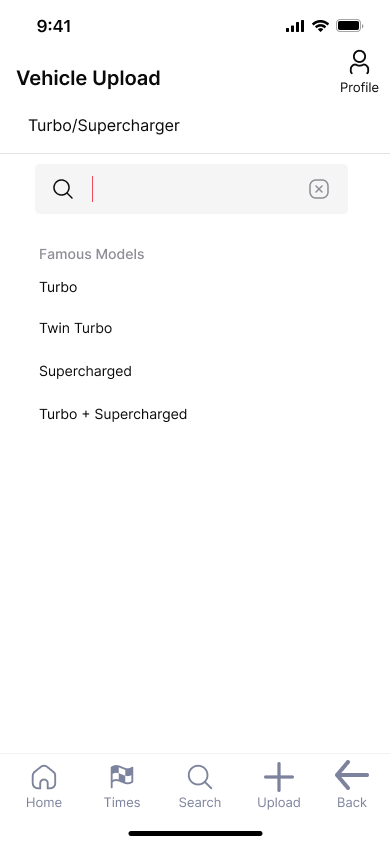 9:41
Vehicle Upload
Profile
Turbo/Supercharger
Famous Models
Turbo
Twin Turbo
Supercharged
Turbo + Supercharged
Home
Times
Search
Upload
Back